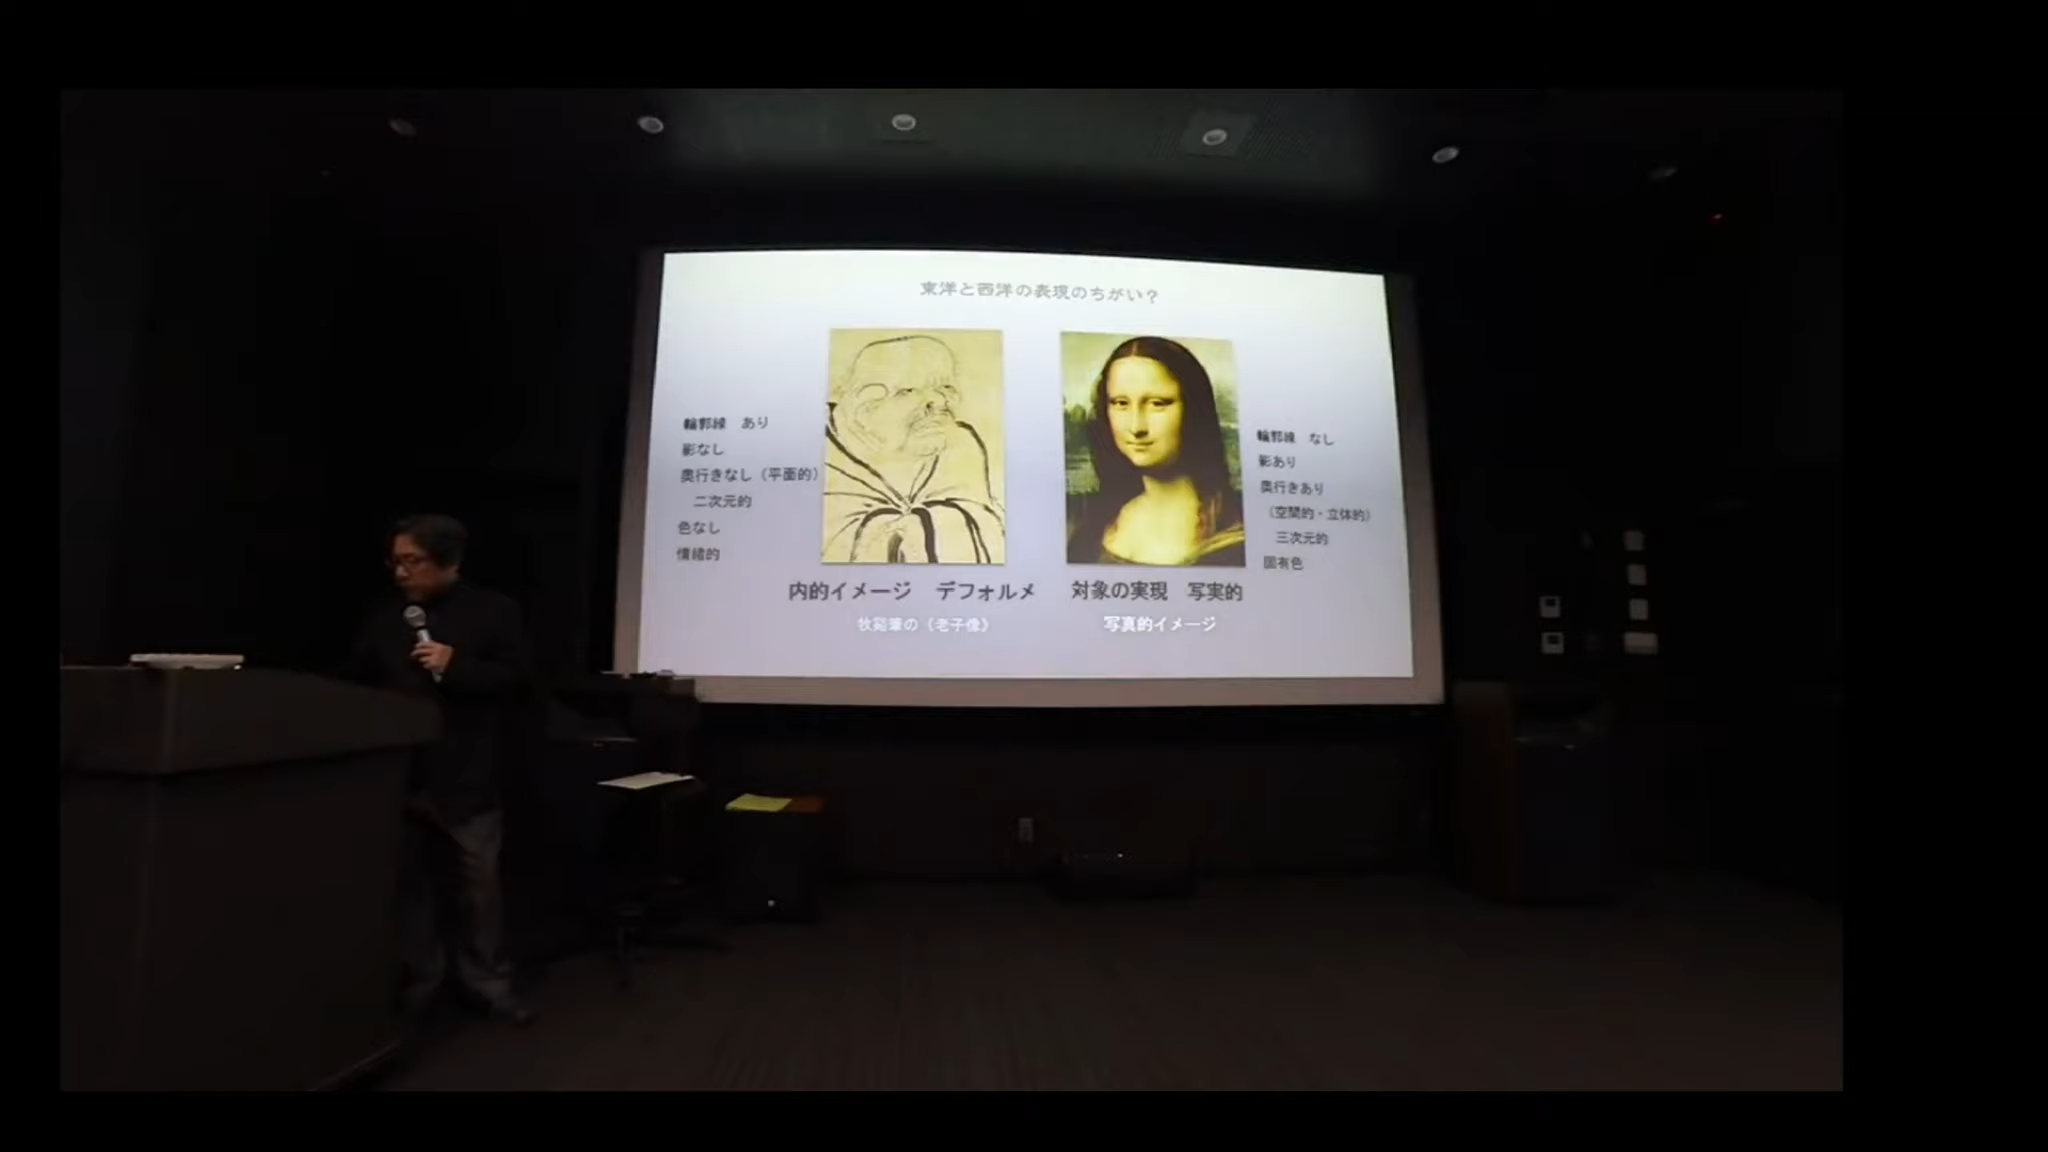 東洋と西洋の表現のちがい？
輪郭線　あり
影なし
奥行きなし（平面的）
二次元的
色なし
情緒的
輪郭線　なし
影あり
奥行きあり
（空間的・立体的）
三次元的
固有色
内的イメージ　デフォルメ
牧谿筆の《老子像》
対象の実現　写実的
写真的イメージ